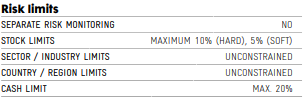 Risk limits
SEPARATE RISK MONITORING NO
STOCK LIMITS MAXIMUM 10% (HARD), 5% (SOFT)
SECTOR / INDUSTRY LIMITS UNCONSTRAINED
COUNTRY / REGION LIMITS UNCONSTRAINED
CASH LIMIT MAX. 20%